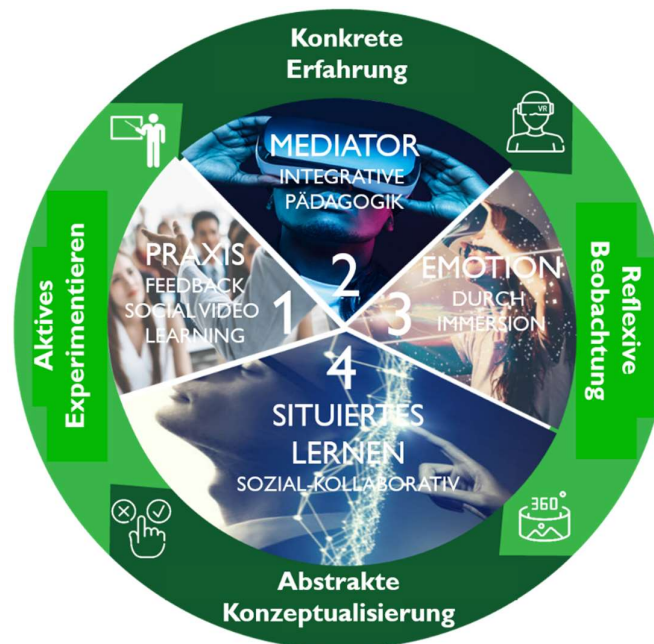 Konkrete
Erfahrung
VR
MEDIATOR
INTEGRATIVE
PÄDAGOGIK
2
PRAXIS
FEEDBACK
SOCIAL VIDEO
LEARNING
1
EMOTION
DURCH
IMMERSION
3
Aktives
Experimentieren
Reflexive
Beobachtung
4
SITUIERTES
LERNEN
SOZIAL-KOLLABORATIV
360°
Abstrakte
Konzeptualisierung